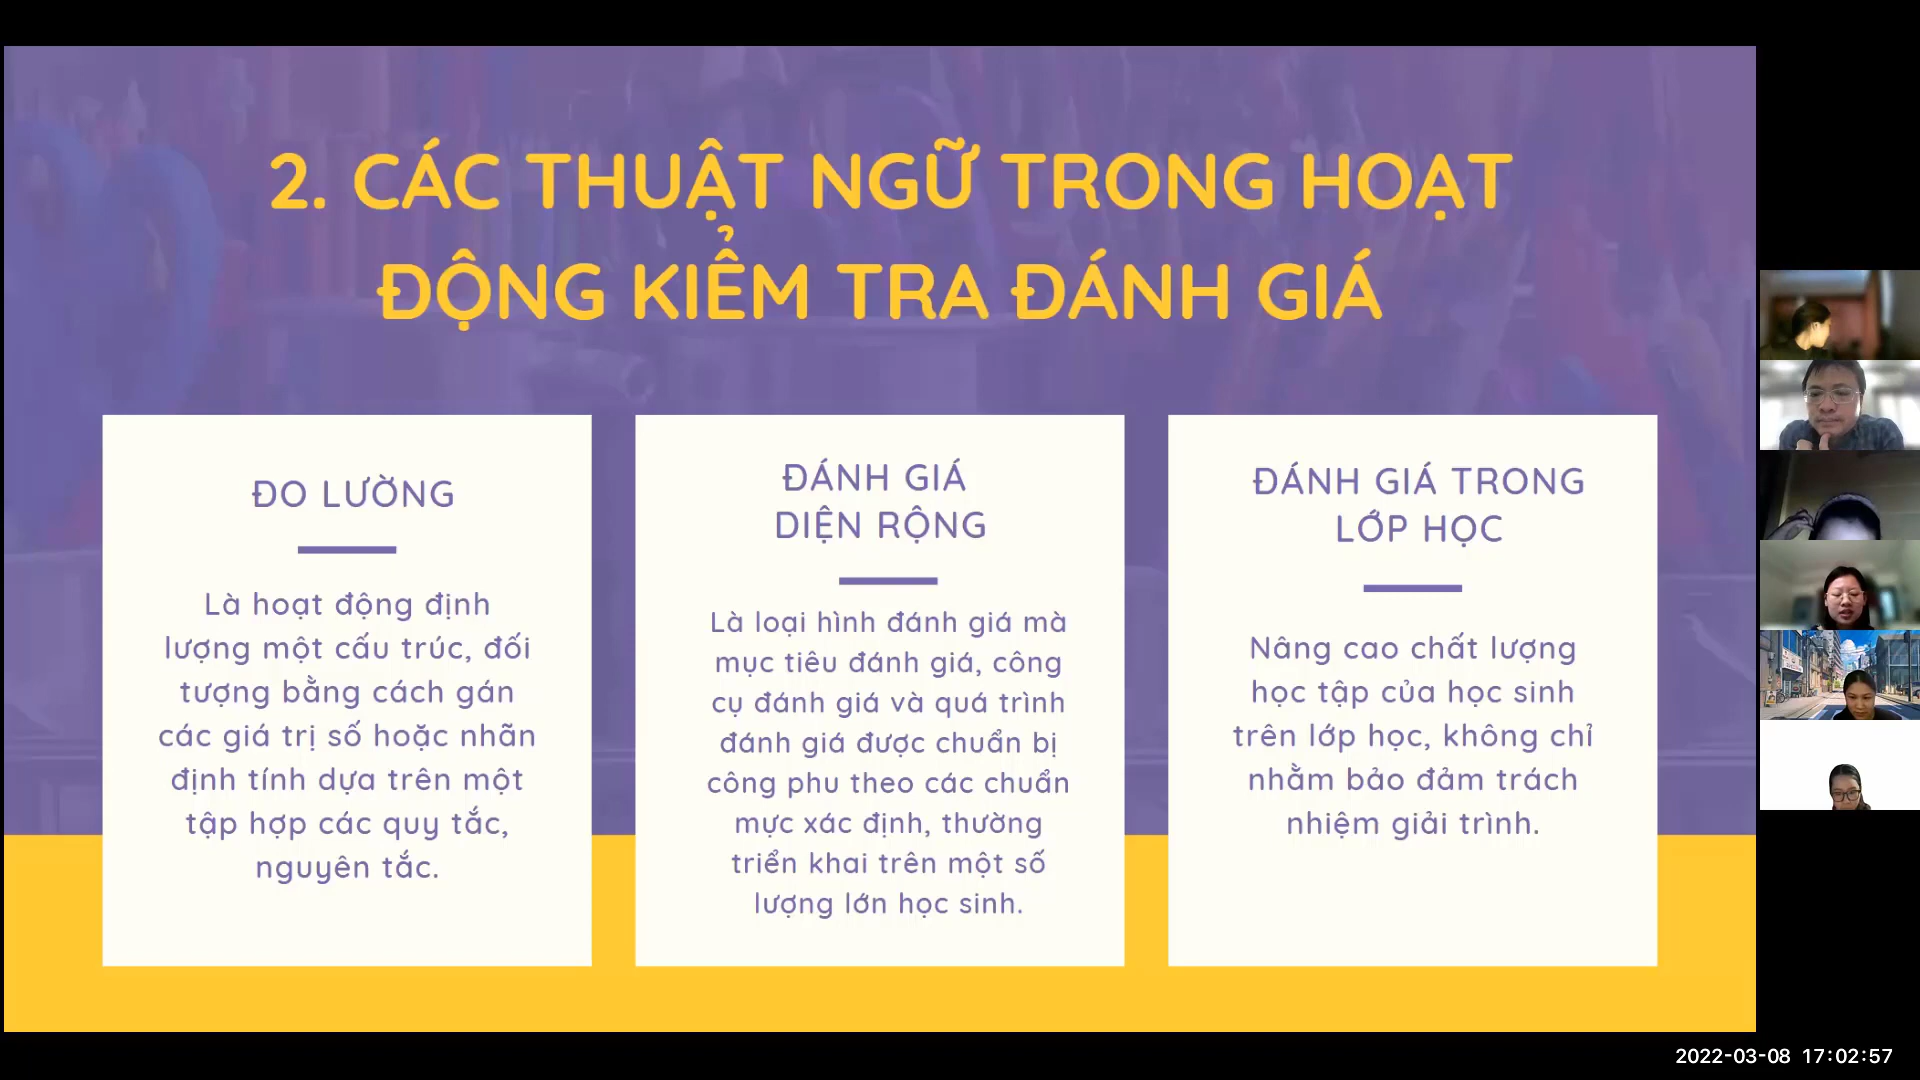 2. CÁC THUẬT NGỮ TRONG HOẠT
ĐỘNG KIỂM TRA ĐÁNH GIÁ
ĐO LƯỜNG
Là hoạt động định
lượng một cấu trúc, đối
tượng bằng cách gán
các giá trị số hoặc nhãn
định tính dựa trên một
tập hợp các quy tắc,
nguyên tắc.
ĐÁNH GIÁ
DIỆN RỘNG
Là loại hình đánh giá mà
mục tiêu đánh giá, công
cụ đánh giá và quá trình
đánh giá được chuẩn bị
công phu theo các chuẩn
mực xác định, thường
triển khai trên một số
lượng lớn học sinh.
ĐÁNH GIÁ TRONG
LỚP HỌC
Nâng cao chất lượng
học tập của học sinh
trên lớp học, không chỉ
nhằm bảo đảm trách
nhiệm giải trình.
2022-03-08 17:02:57